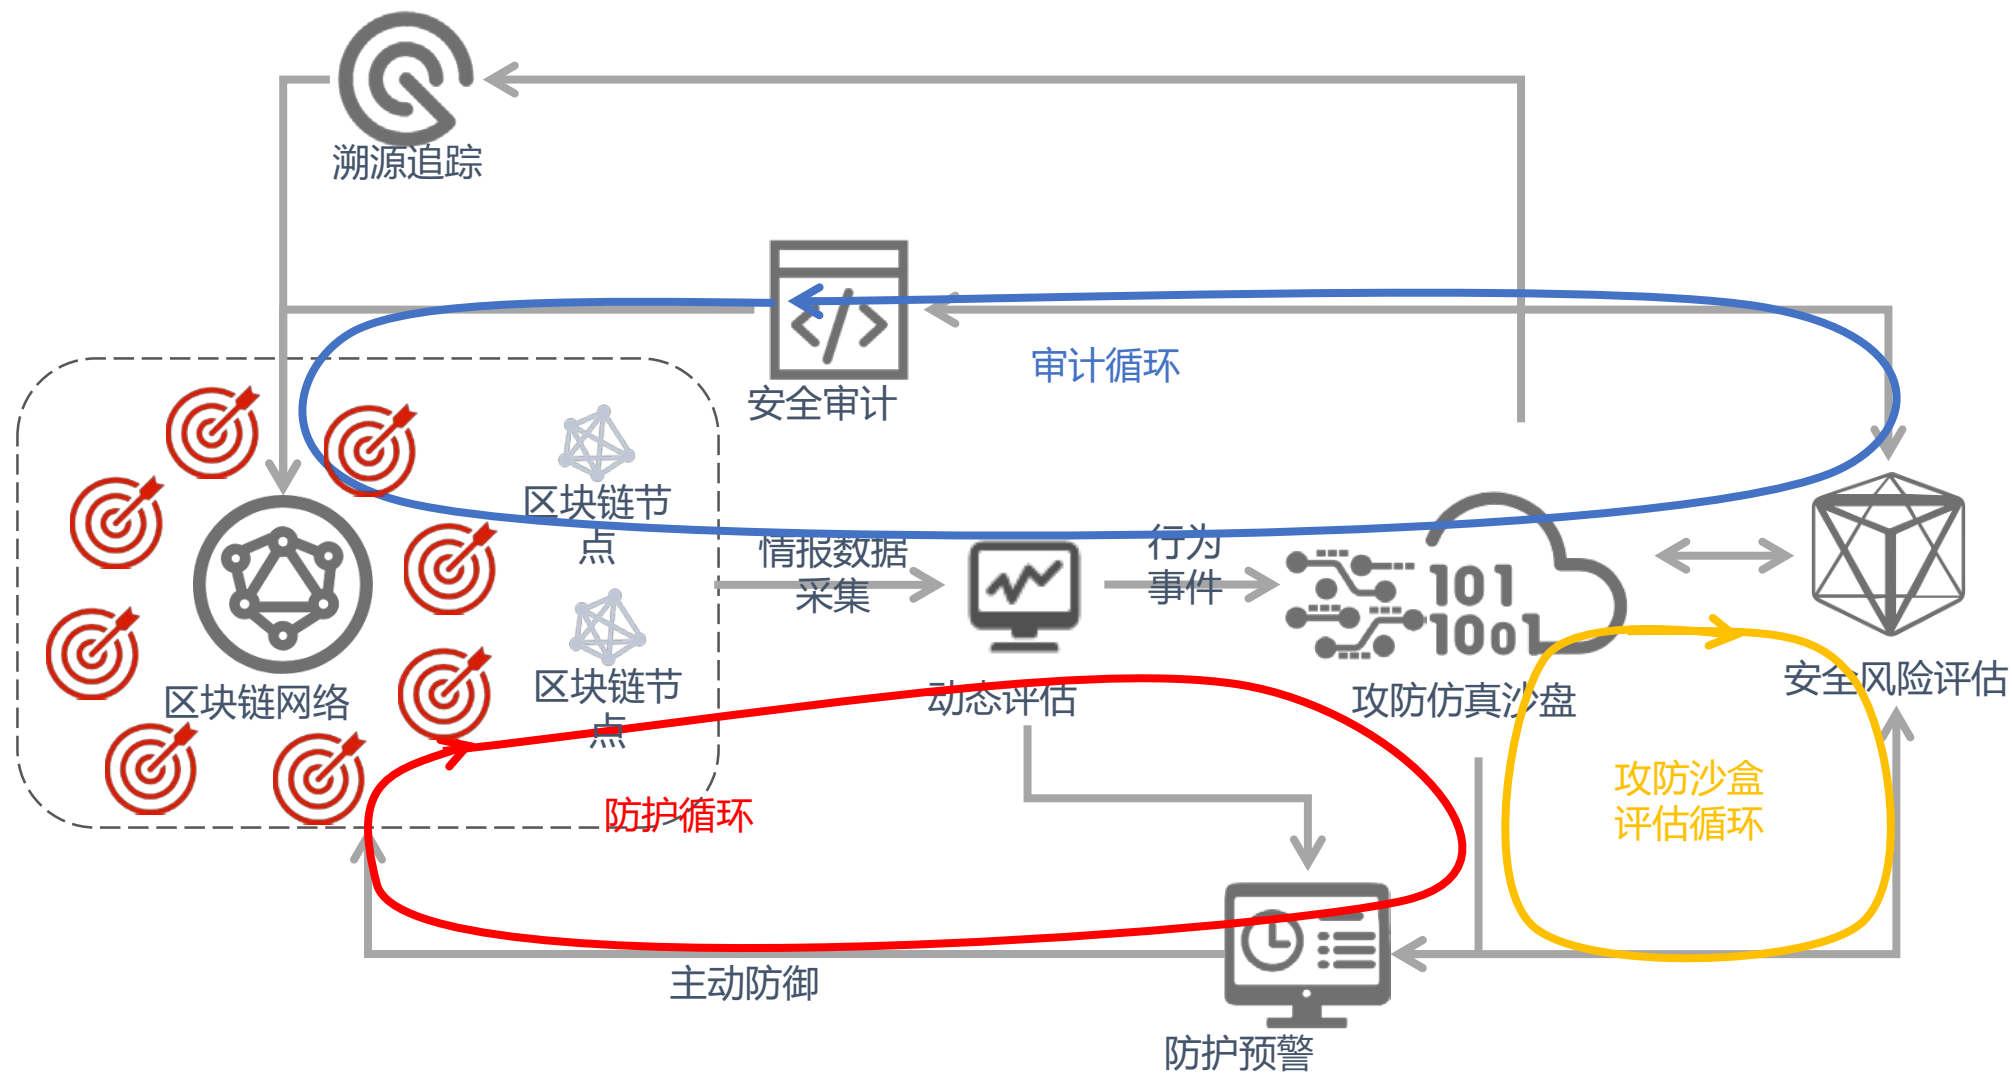 溯源追踪
安全审计
审计循环
区块链节
点
情报数据
采集
行为
事件
101
1001
区块链网络
区块链节
点
动态评估
攻防仿真沙盘
安全风险评估
防护循环
攻防沙盒
评估循环
主动防御
防护预警